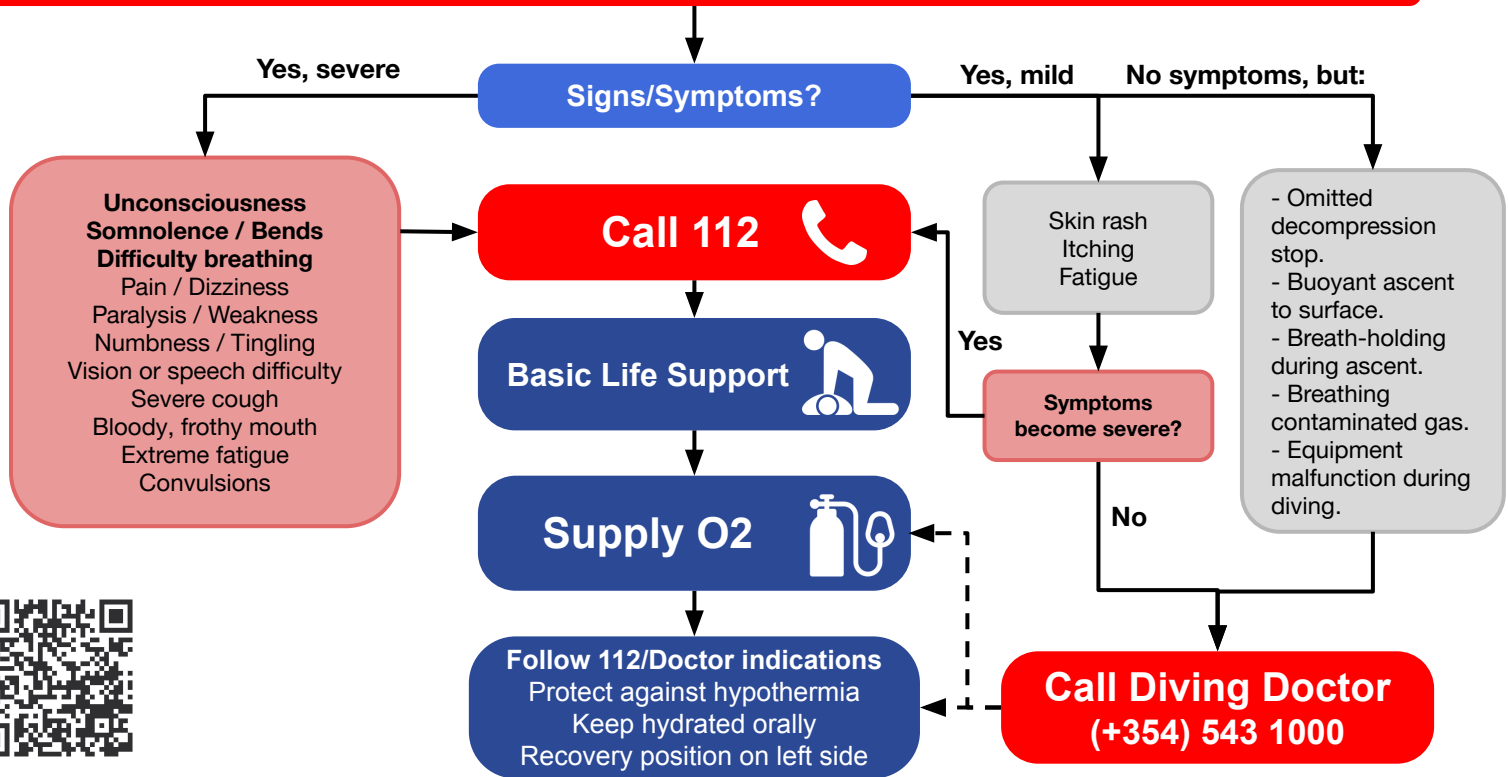 Yes, severe
Signs/Symptoms?
Yes, mild
No symptoms, but:
Unconsciousness
Somnolence / Bends
Difficulty breathing
Pain / Dizziness
Paralysis / Weakness
Numbness / Tingling
Vision or speech difficulty
Severe cough
Bloody, frothy mouth
Extreme fatigue
Convulsions
Call 112
Basic Life Support
Supply O2
Follow 112/Doctor indications
Protect against hypothermia
Keep hydrated orally
Recovery position on left side
Skin rash
Itching
Fatigue
Yes
Symptoms
become severe?
No
- Omitted
decompression
stop.
- Buoyant ascent
to surface.
- Breath-holding
during ascent.
- Breathing
contaminated gas.
- Equipment
malfunction during
diving.
Call Diving Doctor
(+354) 543 1000